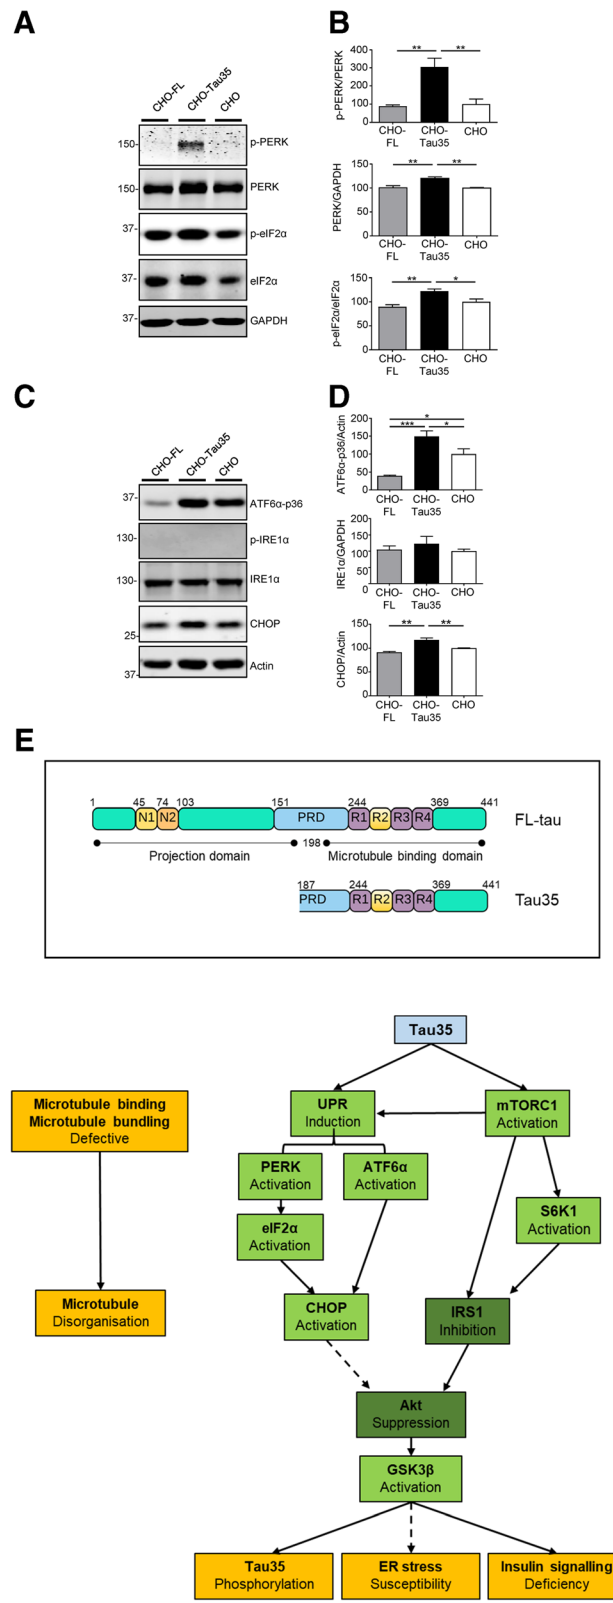 A
CHO-FL
CHO-Tau35
CHO
150-
p-PERK
150-
PERK
37-
p-eIF2α
37-
eIF2α
37-
GAPDH
B
p-PERK/PERK
400
300
200
100
0
**
**
CHO-
FL
CHO-
Tau35
CHO
PERK/GAPDH
150
100
50
0
**
**
CHO-
FL
CHO-
Tau35
CHO
p-eIF2α/eIF2α
150
100
50
0
**
*
CHO-
FL
CHO-
Tau35
CHO
C
CHO-FL
CHO-Tau35
CHO
37-
ATF6α-p36
130-
p-IRE1α
130-
IRE1α
25-
CHOP
37-
Actin
D
ATF6α-p36/Actin
200
150
100
50
0
*
***
*
CHO-
FL
CHO-
Tau35
CHO
IRE1α/GAPDH
200
150
100
50
0
CHO-
FL
CHO-
Tau35
CHO
CHOP/Actin
150
100
50
0
**
**
CHO-
FL
CHO-
Tau35
CHO
E
1 45 74 103 151 244 369 441
N1 N2 PRD R1 R2 R3 R4
FL-tau
198
Projection domain
Microtubule binding domain
187 244 369 441
PRD R1 R2 R3 R4
Tau35
Tau35
Microtubule binding
Microtubule bundling
Defective
UPR
Induction
mTORC1
Activation
PERK
Activation
ATF6α
Activation
S6K1
Activation
eIF2α
Activation
Microtubule
Disorganisation
CHOP
Activation
IRS1
Inhibition
Akt
Suppression
GSK3β
Activation
Tau35
Phosphorylation
ER stress
Susceptibility
Insulin signalling
Deficiency